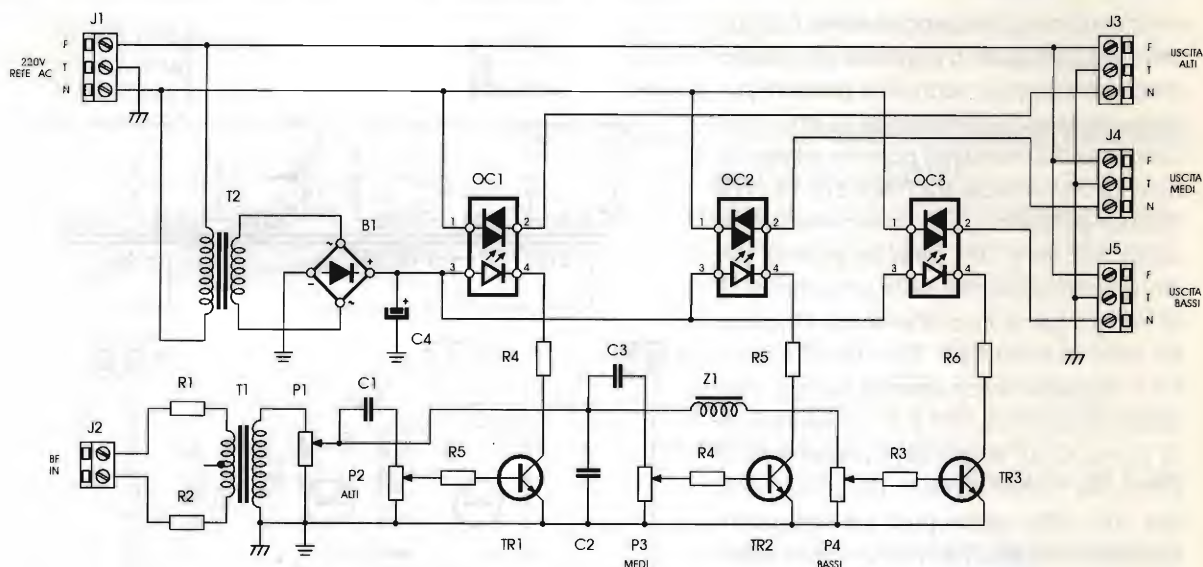 J1
J3
F
T
N
220V
RETE AC
F
T
N
USCITA
ALTI
J4
F
T
N
USCITA
MEDI
J5
F
T
N
USCITA
BASSI
OC1
OC2
OC3
1
2
3
4
1
2
3
4
1
2
3
4
T2
B1
~
~
-
+
+
C4
R4
R5
R6
C3
Z1
R1
T1
P1
C1
J2
BF
IN
R2
P2
ALTI
R5
R4
R3
TR1
C2
P3
MEDI
TR2
P4
BASSI
TR3